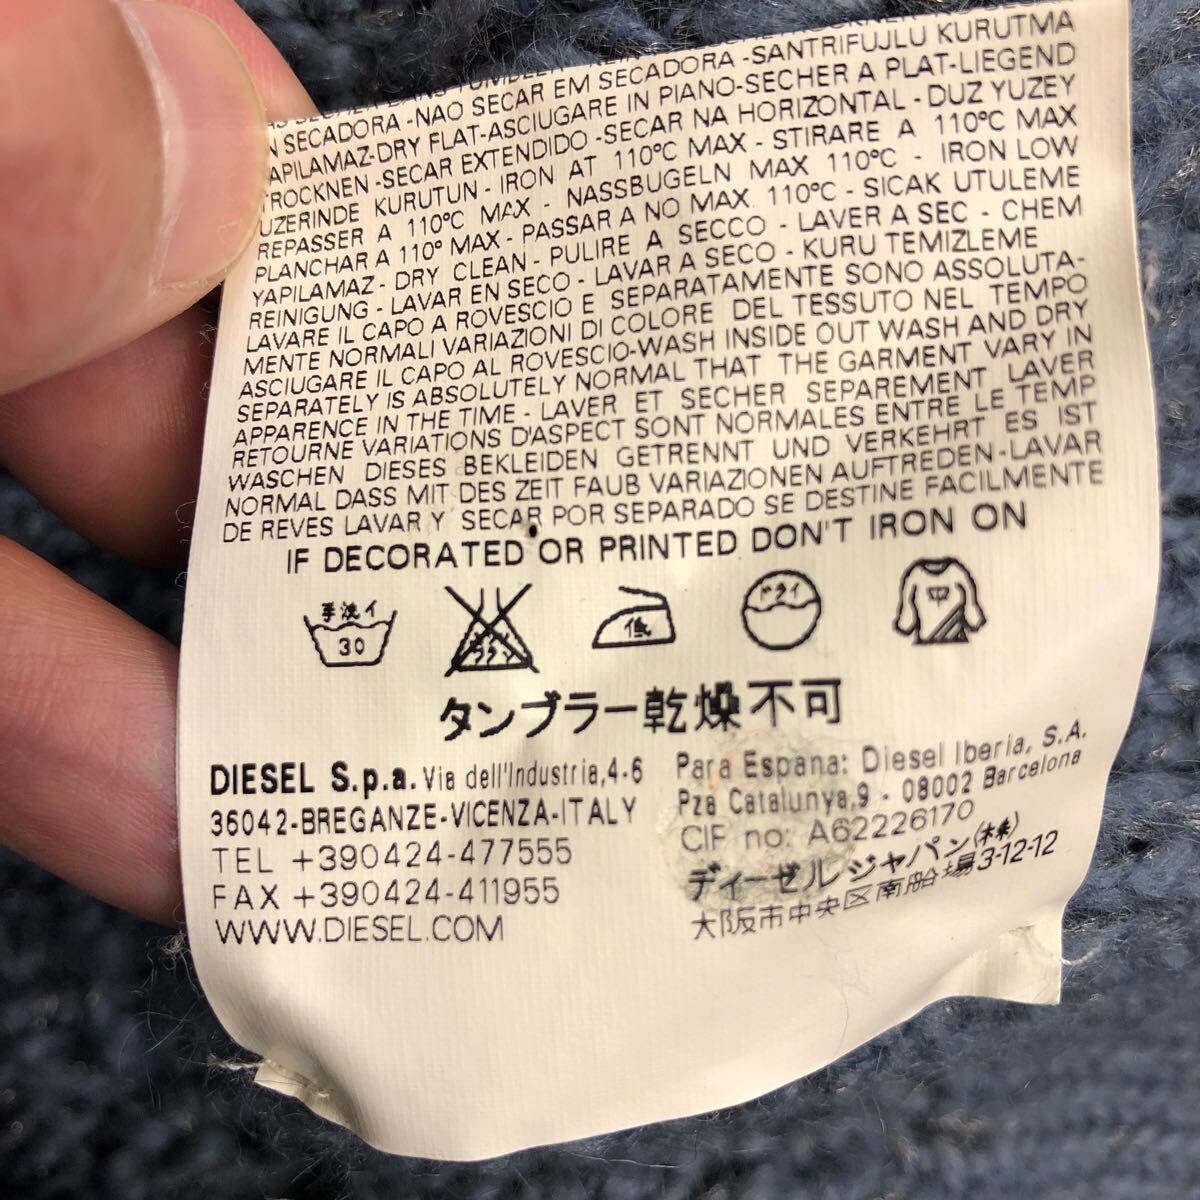 SECADORA -NAO SECAR EM SECADORA -SANTRIFUJLU KURUTMA
YAPILAMAZ-DRY FLAT-ASCIUGARE IN PIANO-SECHER A PLAT-LIEGEND
TROCKNEN -SECAR EXTENDIDO -SECAR NA HORIZONTAL - DUZ YUZEY
UZERINDE KURUTUN - IRON AT 110°C MAX - STIRARE A 110°C MAX
REPASSER A 110°C MAX - NASSBUGELN MAX 110°C - IRON LOW
PLANCHAR A 110° MAX - PASSAR A NO MAX 110°C - SICAK UTULEME
YAPILAMAZ - DRY CLEAN - PULIRE A SECCO - LAVER A SEC - CHEM
REINIGUNG - LAVAR EN SECO - LAVAR A SECO - KURU TEMIZLEME
LAVARE IL CAPO A ROVESCIO E SEPARATAMENTE SONO ASSOLUTA-
MENTE NORMALI VARIAZIONI DI COLORE DEL TESSUTO NEL TEMPO
ASCIUGARE IL CAPO AL ROVESCIO-WASH INSIDE OUT WASH AND DRY
SEPARATELY IS ABSOLUTELY NORMAL THAT THE GARMENT VARY IN
APPARENCE IN THE TIME - LAVER ET SECHER SEPAREMENT LAVER
RETOURNE VARIATIONS D'ASPECT SONT NORMALES ENTRE LE TEMP
WASCHEN DIESES BEKLEIDEN GETRENNT UND VERKEHRT ES IST
NORMAL DASS MIT DES ZEIT FAUB VARIAZIONEN AUFTREDEN-LAVAR
DE REVES LAVAR Y SECAR POR SEPARADO SE DESTINE FACILMENTE
IF DECORATED OR PRINTED DON'T IRON ON
手洗イ
30
エンソサラシ
低
ドライ
中
タンブラー乾燥不可
DIESEL S.p.a. Via dell'Industria,4-6
36042-BREGANZE-VICENZA-ITALY
TEL +390424-477555
FAX +390424-411955
WWW.DIESEL.COM
Para Espana: Diesel Iberia, S.A.
Pza Catalunya,9 - 08002 Barcelona
CIF no: A62226170
ディーゼルジャパン(株)
大阪市中央区南船場3-12-12